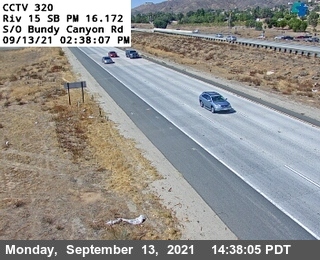 CCTV 320
Riv 15 SB PM 16.172
S/O Bundy Canyon Rd
09/13/21 02:38:07 PM
Monday, September 13, 2021 14:38:05 PDT